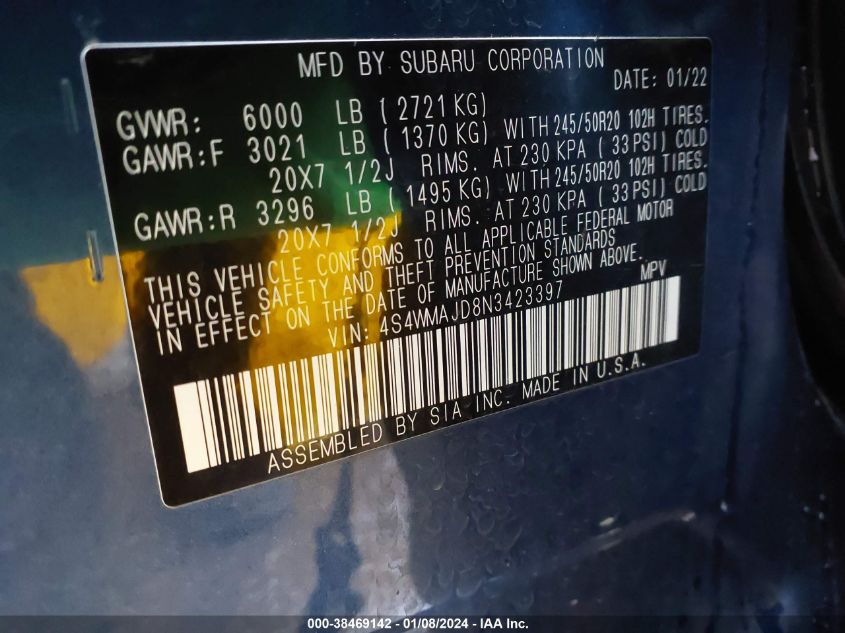 MFD BY SUBARU CORPORATION
DATE: 01/22
GVWR: 6000 LB ( 2721 KG)
GAWR:F 3021 LB ( 1370 KG) WITH 245/50R20 102H TIRES.
20X7 1/2J RIMS. AT 230 KPA ( 33 PSI) COLD
GAWR:R 3296 LB ( 1495 KG) WITH 245/50R20 102H TIRES.
20X7 1/2J RIMS. AT 230 KPA ( 33 PSI) COLD
THIS VEHICLE CONFORMS TO ALL APPLICABLE FEDERAL MOTOR
VEHICLE SAFETY AND THEFT PREVENTION STANDARDS
IN EFFECT ON THE DATE OF MANUFACTURE SHOWN ABOVE.
VIN: 4S4WMAJD8N3423397 MPV
ASSEMBLED BY SIA INC. MADE IN U.S.A.
000-38469142 - 01/08/2024 - IAA Inc.